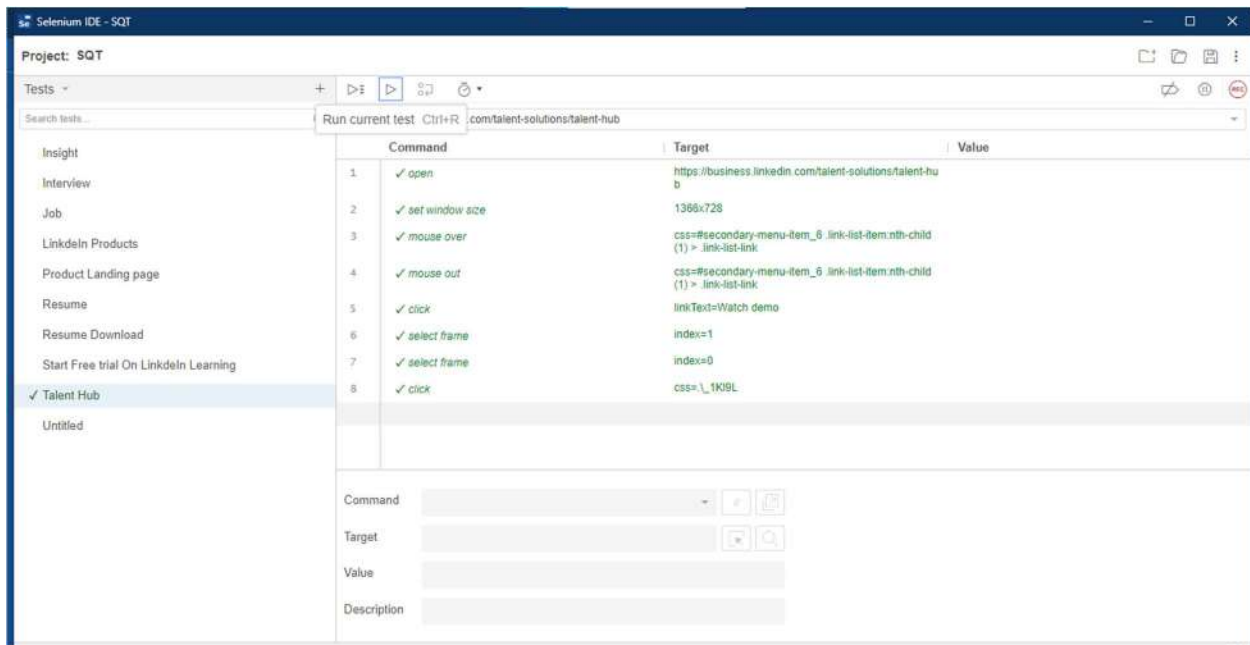 Selenium IDE - SQT
Project: SQT
Tests
Search tests...
Run current test Ctrl+R
.com/talent-solutions/talent-hub
REC
Command Target Value
1 ✓ open https://business.linkedin.com/talent-solutions/talent-hu
b
2 ✓ set window size 1366x728
3 ✓ mouse over css=#secondary-menu-item_6 .link-list-item:nth-child
(1) > .link-list-link
4 ✓ mouse out css=#secondary-menu-item_6 .link-list-item:nth-child
(1) > .link-list-link
5 ✓ click linkText=Watch demo
6 ✓ select frame index=1
7 ✓ select frame index=0
8 ✓ click
Insight
Interview
Job
LinkdeIn Products
Product Landing page
Resume
Resume Download
Start Free trial On LinkdeIn Learning
✓ Talent Hub
Untitled
Command
//
Target
Value
Description